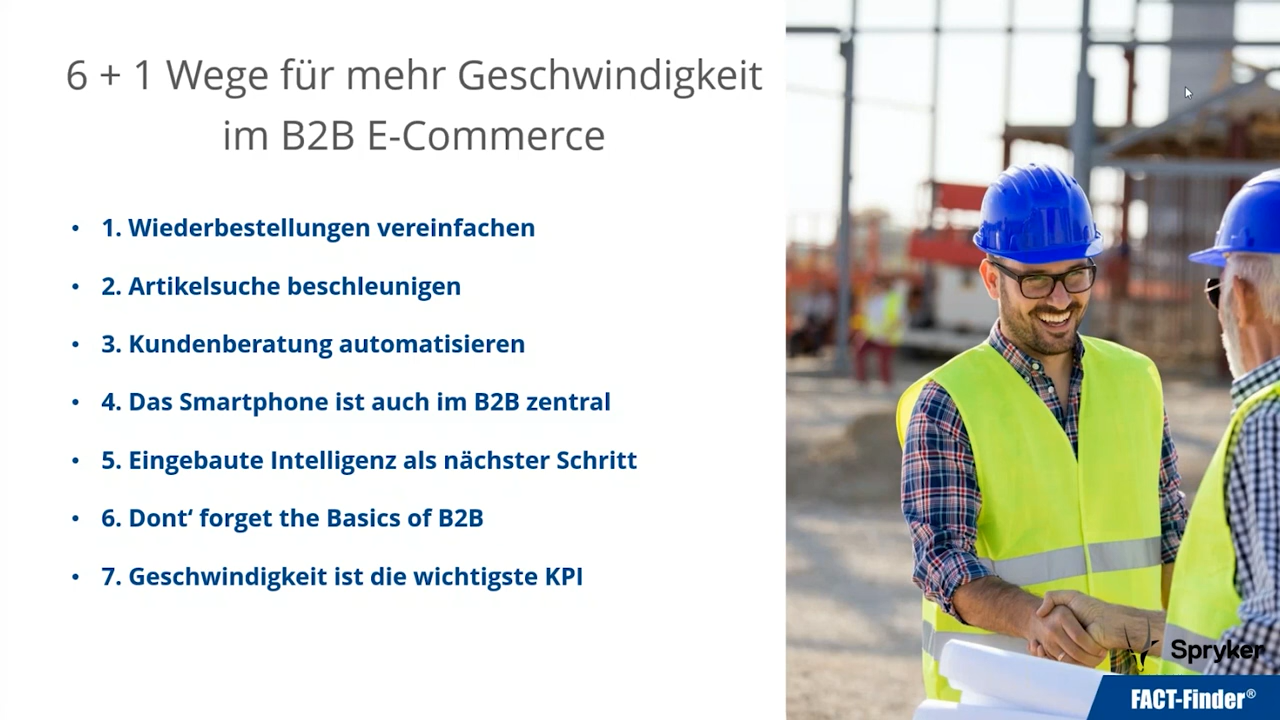 6 + 1 Wege für mehr Geschwindigkeit
im B2B E-Commerce
• 1. Wiederbestellungen vereinfachen
• 2. Artikelsuche beschleunigen
• 3. Kundenberatung automatisieren
• 4. Das Smartphone ist auch im B2B zentral
• 5. Eingebaute Intelligenz als nächster Schritt
• 6. Dont‘ forget the Basics of B2B
• 7. Geschwindigkeit ist die wichtigste KPI
Spryker
FACT-Finder®